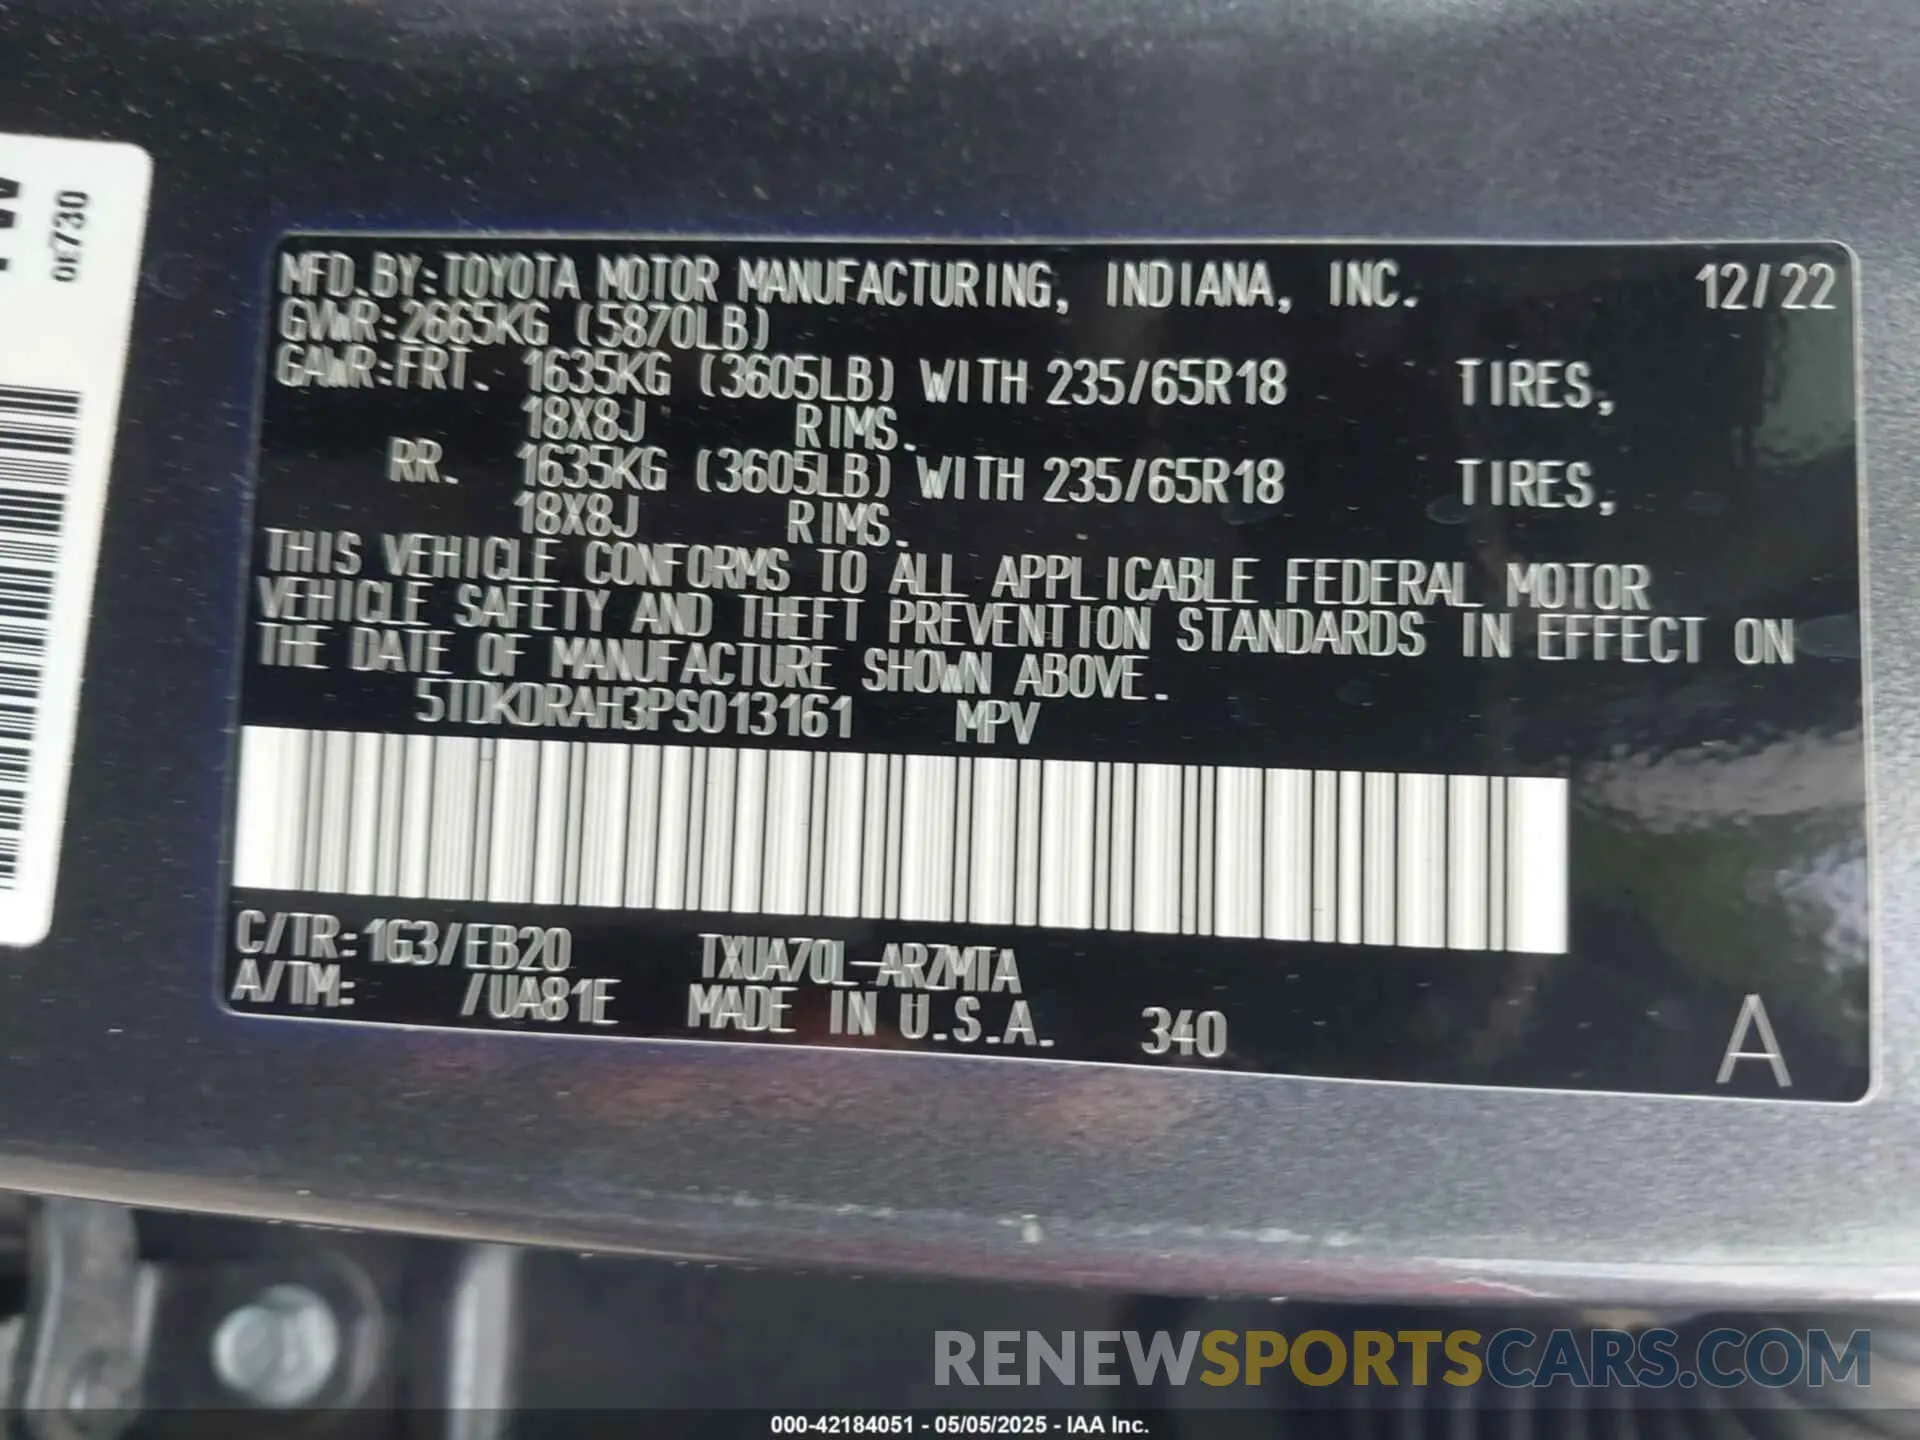 0E730
MFD.BY:TOYOTA MOTOR MANUFACTURING, INDIANA, INC. 12/22
GVWR:2665KG (5870LB)
GAWR:FRT. 1635KG (3605LB) WITH 235/65R18 TIRES,
18X8J RIMS.
RR. 1635KG (3605LB) WITH 235/65R18 TIRES,
18X8J RIMS.
THIS VEHICLE CONFORMS TO ALL APPLICABLE FEDERAL MOTOR
VEHICLE SAFETY AND THEFT PREVENTION STANDARDS IN EFFECT ON
THE DATE OF MANUFACTURE SHOWN ABOVE.
5TDKDRAH3PS013161 MPV
C/TR:1G3/EB20 TXUA70L-ARZMTA
A/TM: /UA81E MADE IN U.S.A. 340
A
RENEWSPORTSCARS.COM
000-42184051 - 05/05/2025 - IAA Inc.